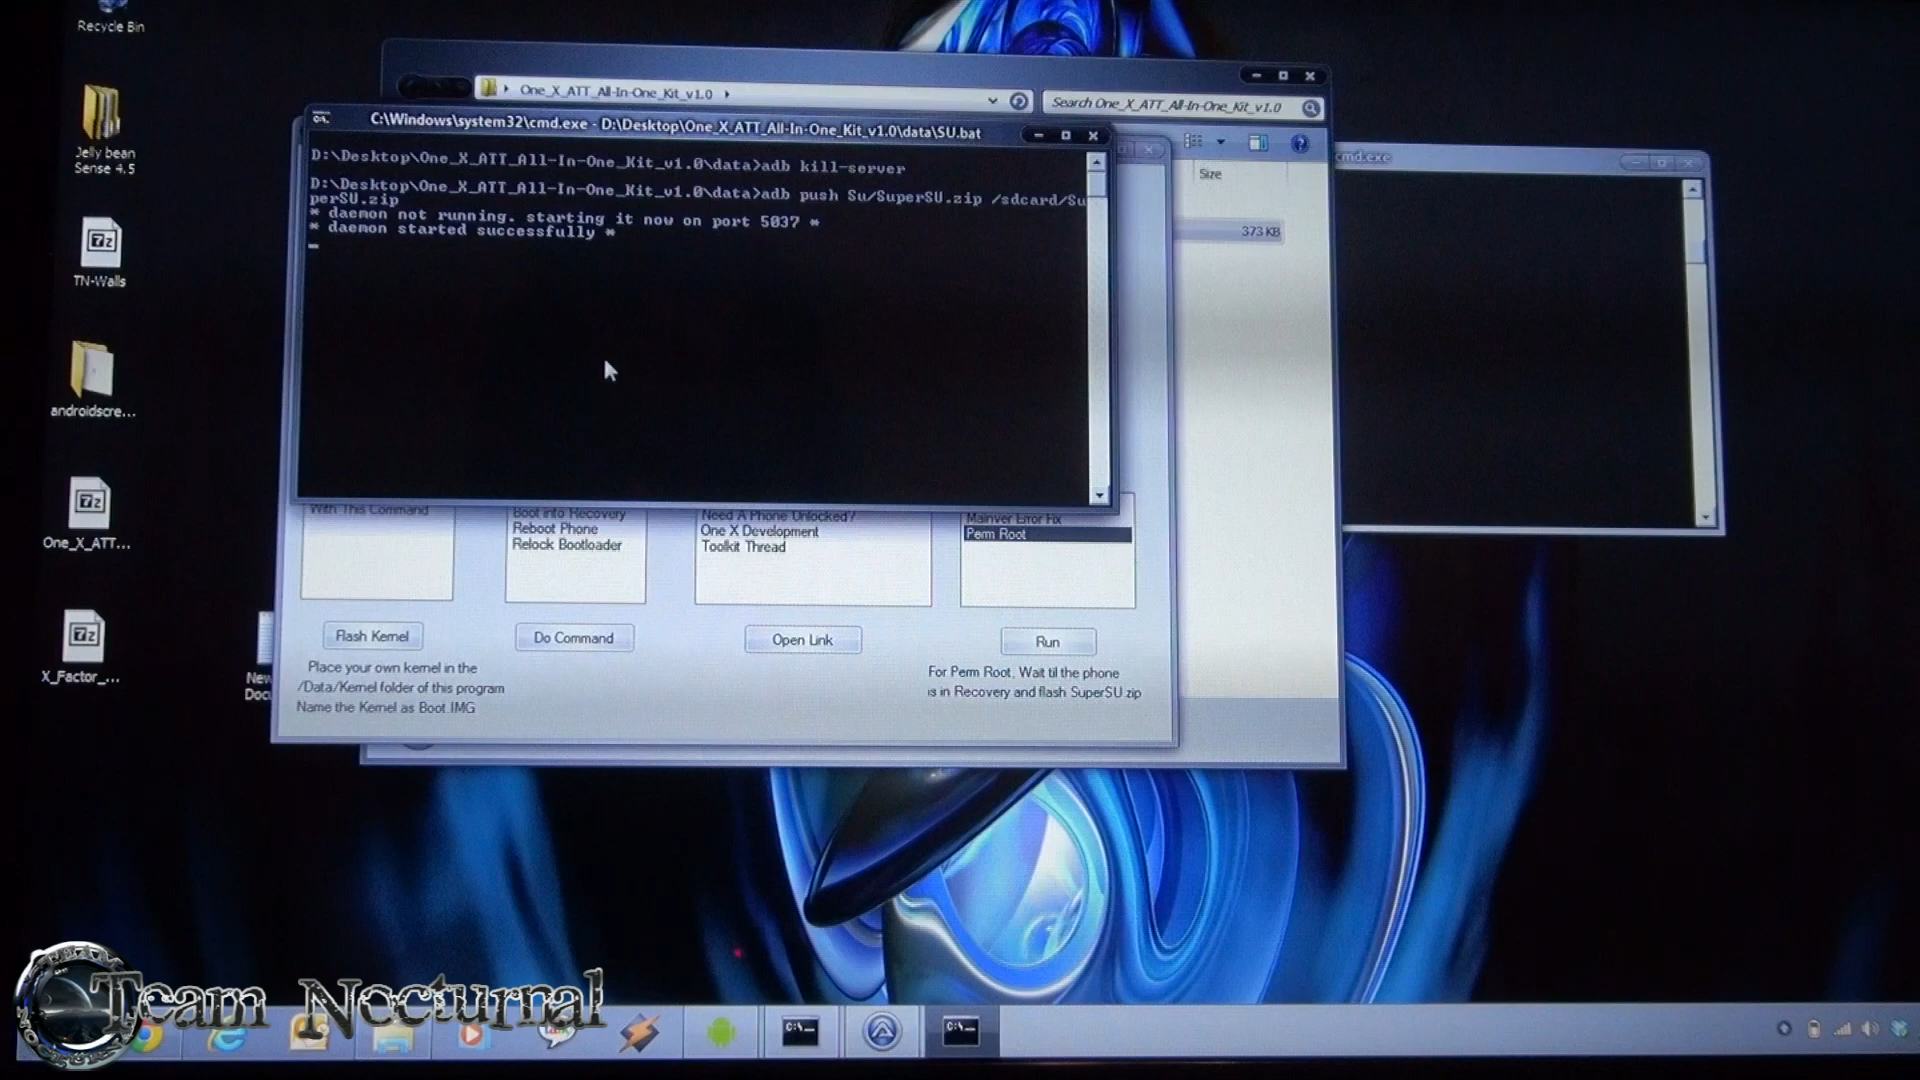 Recycle Bin
Jelly bean
Sense 4.5
TN-Walls
androidscre...
One_X_ATT...
X_Factor_...
New
Docu
One_X_ATT_All-In-One_Kit_v1.0
Search One_X_ATT_All-In-One_Kit_v1.0
C:\Windows\system32\cmd.exe - D:\Desktop\One_X_ATT_All-In-One_Kit_v1.0\data\SU.bat
D:\Desktop\One_X_ATT_All-In-One_Kit_v1.0\data>adb kill-server
D:\Desktop\One_X_ATT_All-In-One_Kit_v1.0\data>adb push Su/SuperSU.zip /sdcard/Su
perSU.zip
* daemon not running. starting it now on port 5037 *
* daemon started successfully *
cmd.exe
Size
373 KB
With This Command
Boot into Recovery
Reboot Phone
Relock Bootloader
Need A Phone Unlocked?
One X Development
Toolkit Thread
Mainver Error Fix
Perm Root
Flash Kernel
Do Command
Open Link
Run
Place your own kernel in the
/Data/Kernel folder of this program
Name the Kernel as Boot.IMG
For Perm Root, Wait til the phone
is in Recovery and flash SuperSU zip
Team Nocturnal